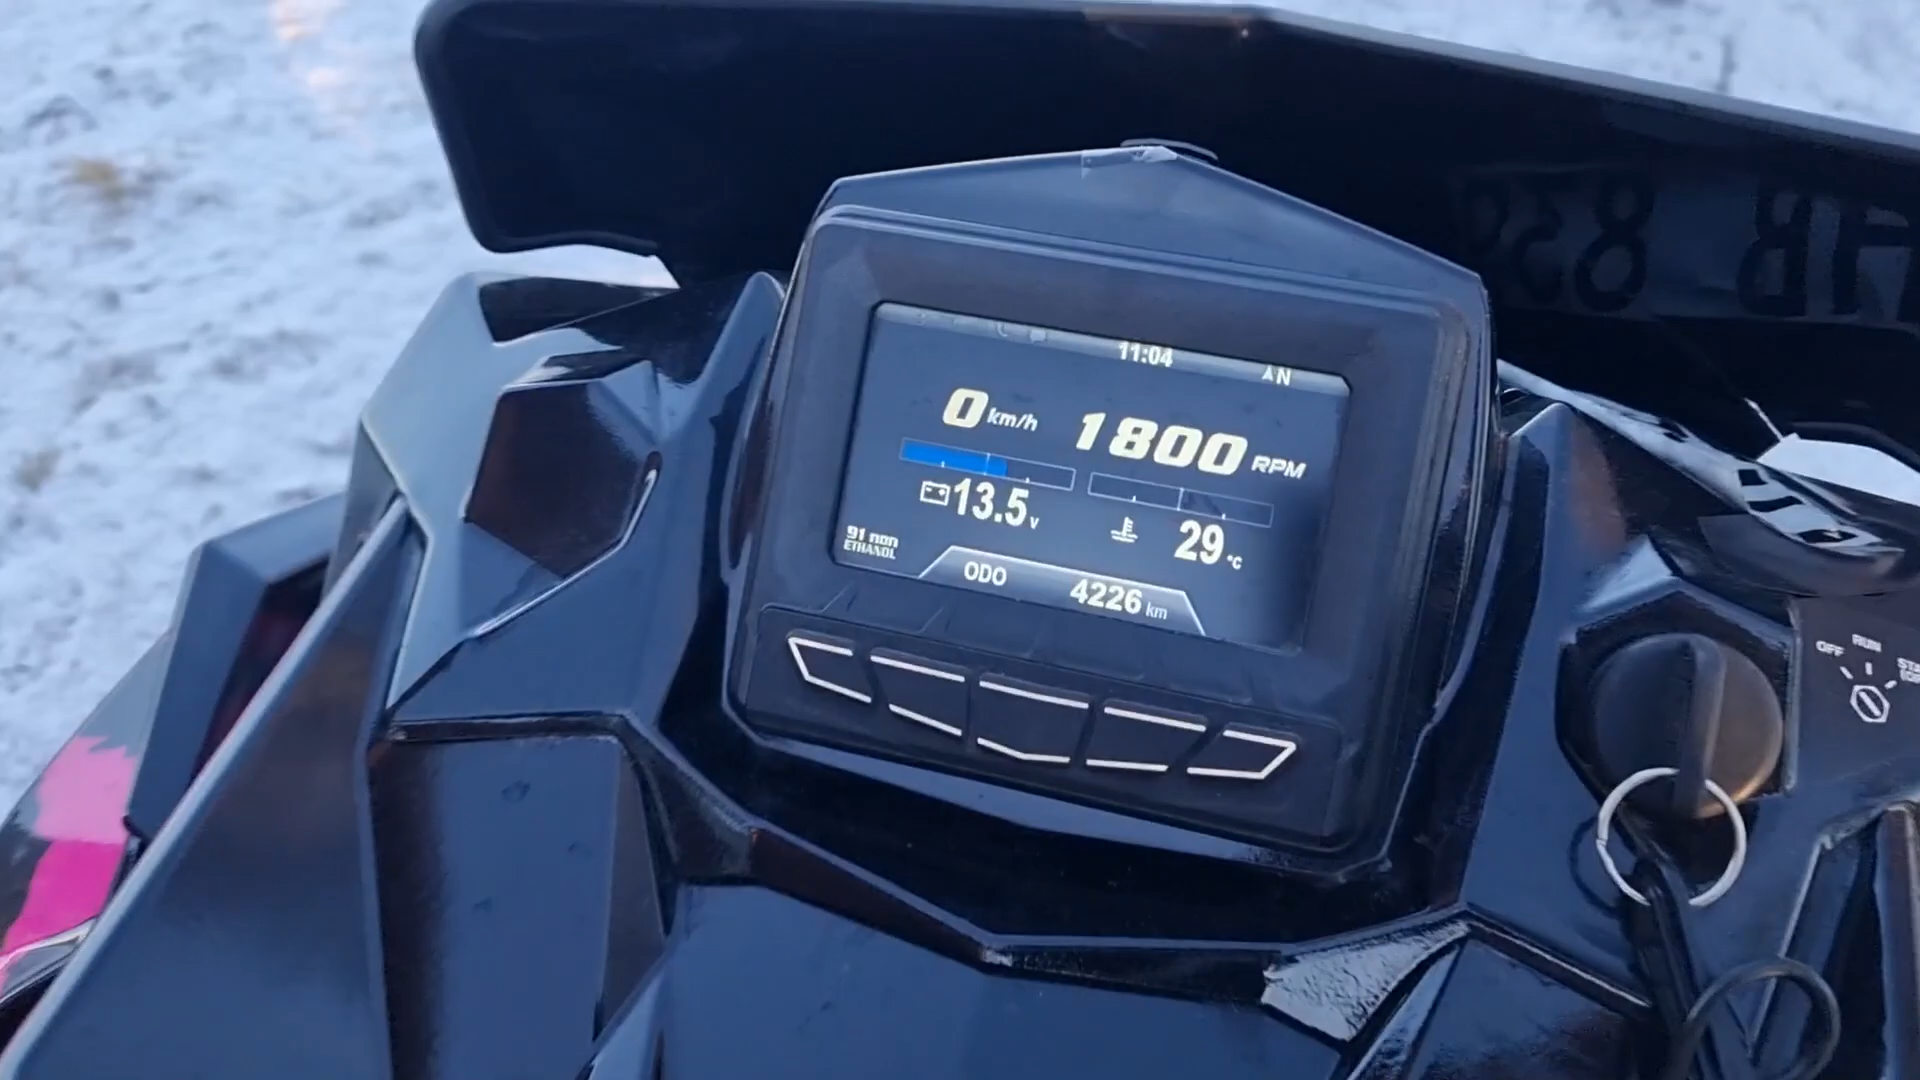 11:04
N
0 km/h 1800 RPM
13.5 v
29 °C
91 non
ETHANOL
ODO 4226 km
OFF RUN